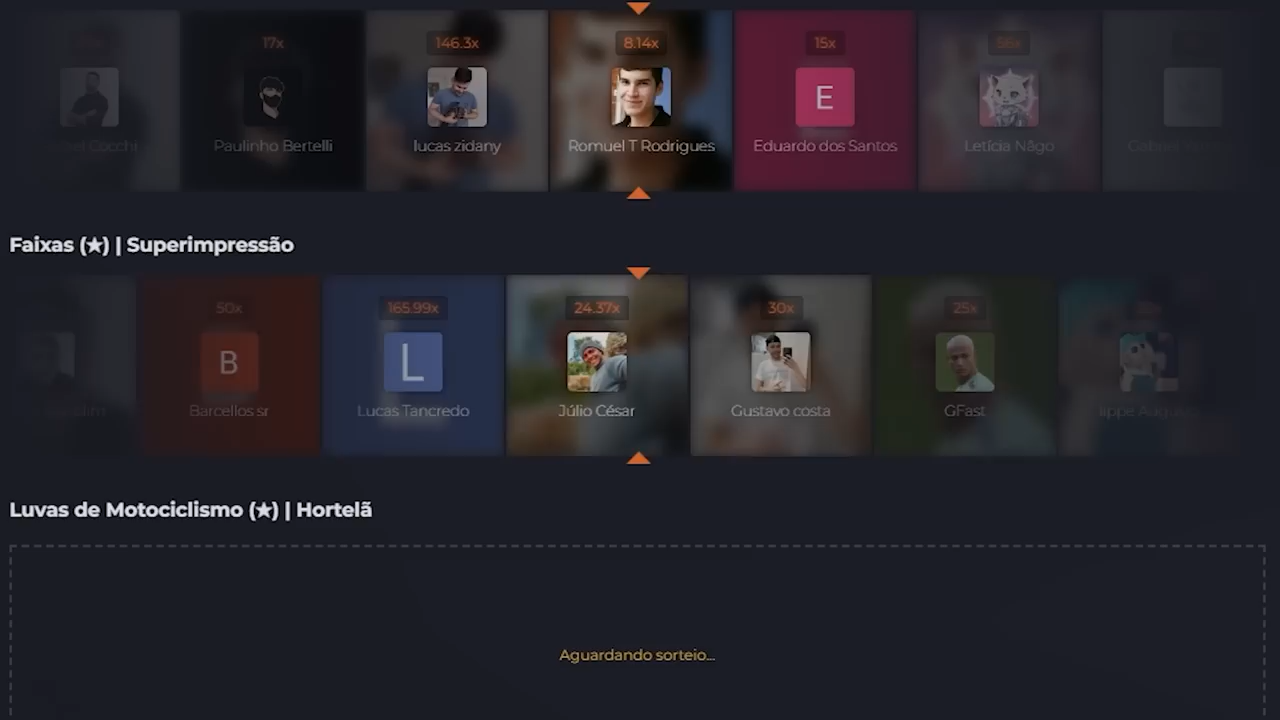 17x
146.3x
8.14x
15x
E
Paulinho Bertelli
lucas zidany
Romuel T Rodrigues
Eduardo dos Santos
Letícia Nãgo
Faixas (★) | Superimpressão
50x
165.99x
24.37x
30x
25x
B
L
Barcellos sr
Lucas Tancredo
Júlio César
Gustavo costa
GFast
Luvas de Motociclismo (★) | Hortelã
Aguardando sorteio...